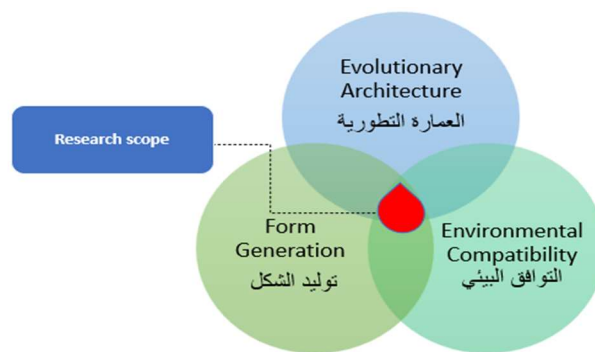 Evolutionary
Architecture
العمارة التطورية
Research scope
Form
Generation
توليد الشكل
Environmental
Compatibility
التوافق البيئي